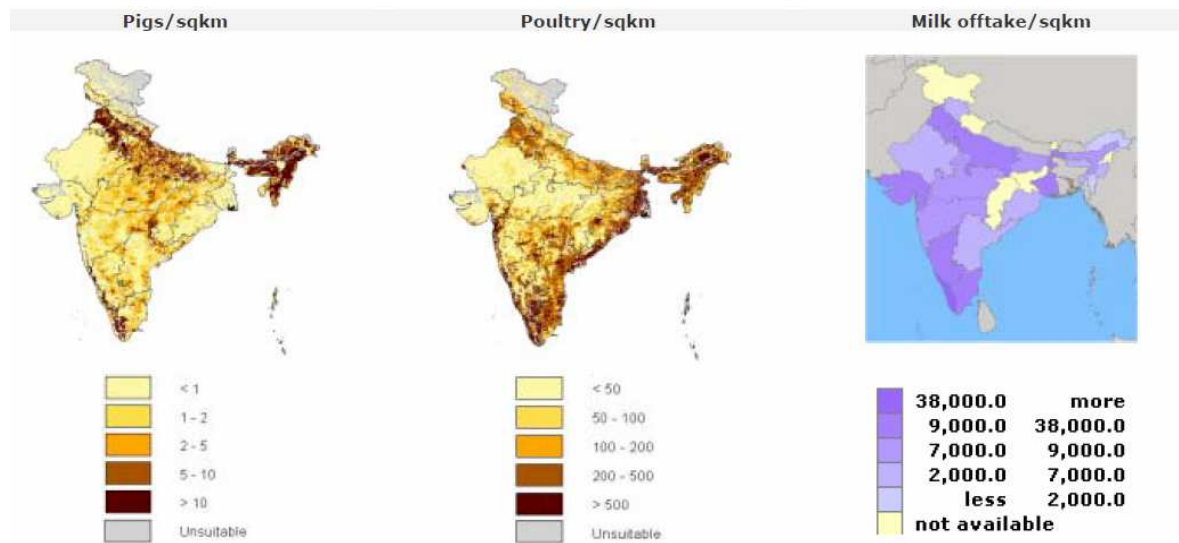 Pigs/sqkm
Poultry/sqkm
Milk offtake/sqkm
< 1
1 - 2
2 - 5
5 - 10
> 10
Unsuitable
< 50
50 - 100
100 - 200
200 - 500
> 500
Unsuitable
38,000.0 more
9,000.0 38,000.0
7,000.0 9,000.0
2,000.0 7,000.0
less 2,000.0
not available